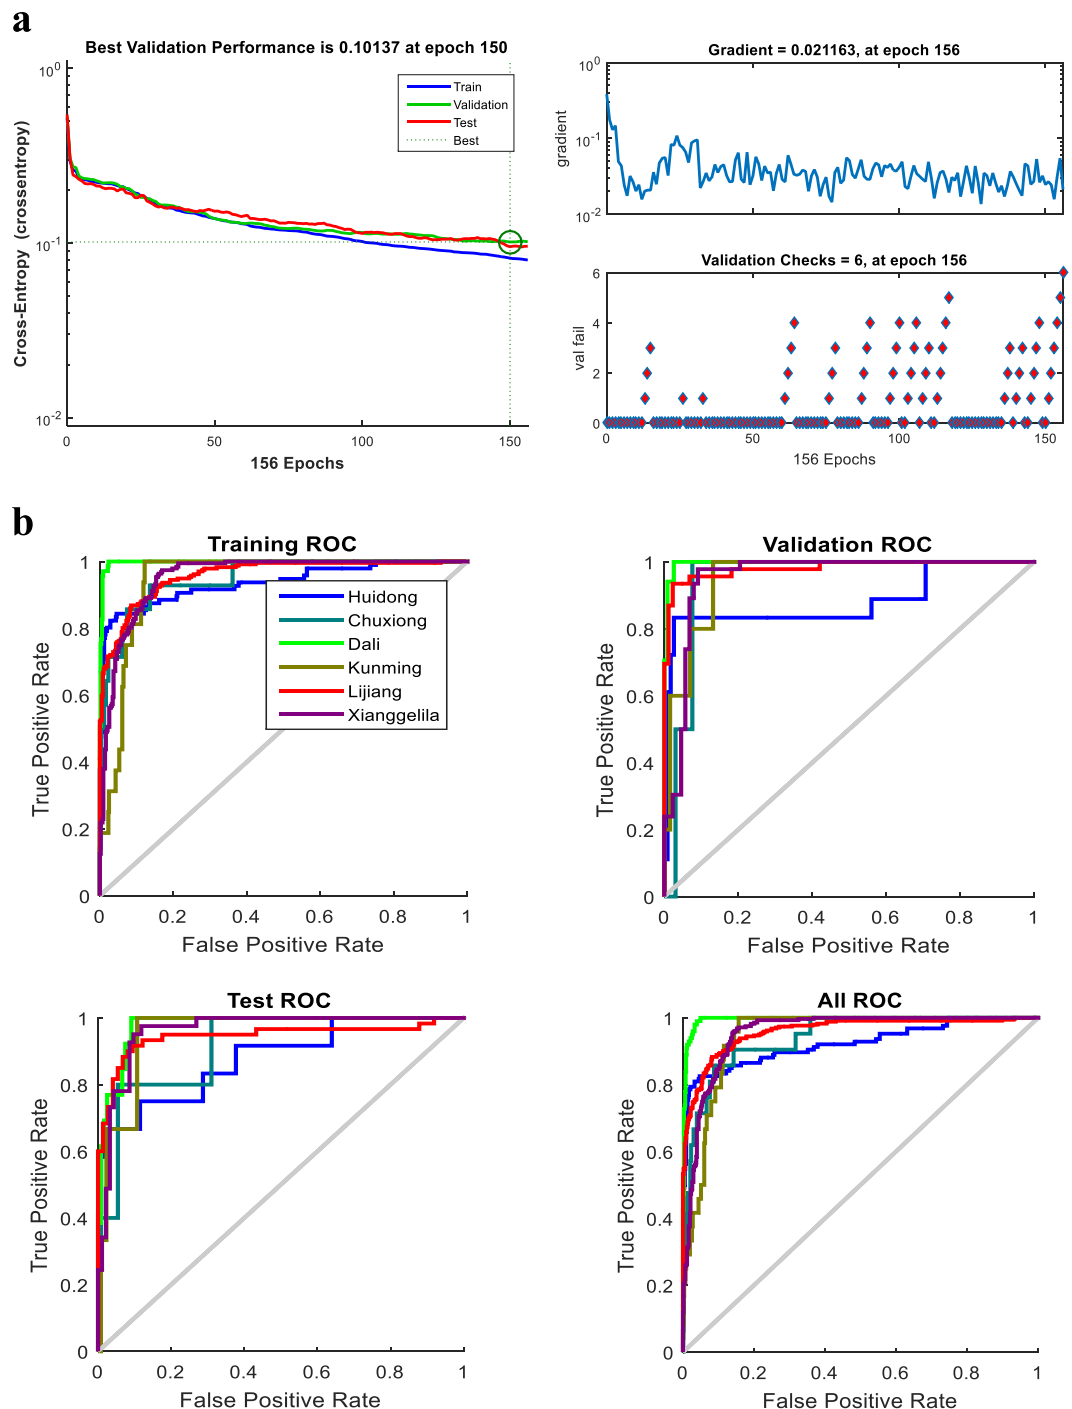 a
Best Validation Performance is 0.10137 at epoch 150
Cross-Entropy (crossentropy)
10^0
10^-1
10^-2
Train
Validation
Test
Best
0 50 100 150
156 Epochs
Gradient = 0.021163, at epoch 156
gradient
10^0
10^-1
10^-2
Validation Checks = 6, at epoch 156
val fail
6
4
2
0
0 50 100 150
156 Epochs
b
Training ROC
True Positive Rate
1
0.8
0.6
0.4
0.2
0
Huidong
Chuxiong
Dali
Kunming
Lijiang
Xianggelila
0 0.2 0.4 0.6 0.8 1
False Positive Rate
Validation ROC
True Positive Rate
1
0.8
0.6
0.4
0.2
0
0 0.2 0.4 0.6 0.8 1
False Positive Rate
Test ROC
True Positive Rate
1
0.8
0.6
0.4
0.2
0
0 0.2 0.4 0.6 0.8 1
False Positive Rate
All ROC
True Positive Rate
1
0.8
0.6
0.4
0.2
0
0 0.2 0.4 0.6 0.8 1
False Positive Rate